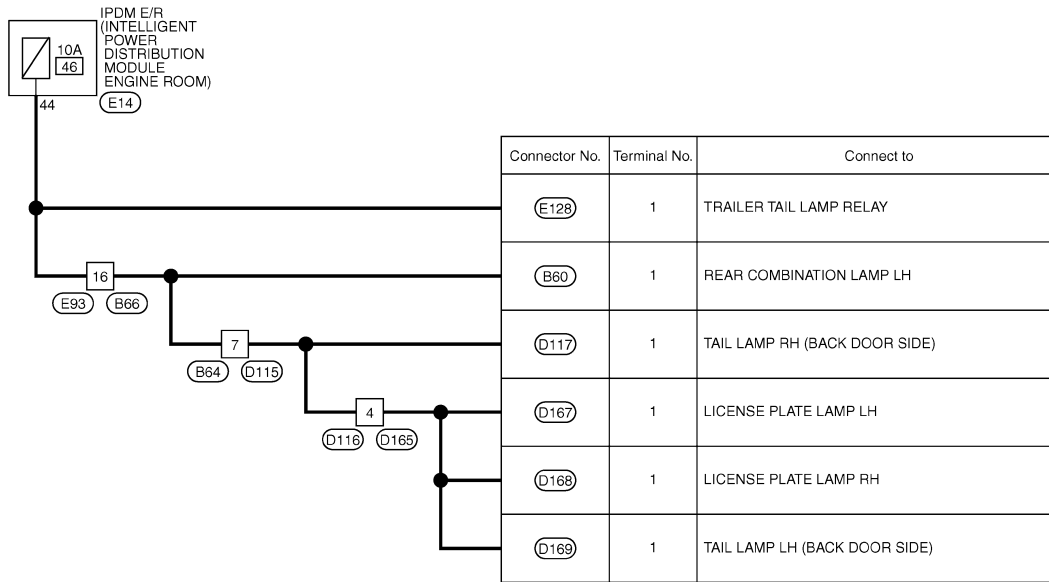 IPDM E/R
(INTELLIGENT
POWER
DISTRIBUTION
MODULE
ENGINE ROOM)
10A
46
E14
44
Connector No. Terminal No. Connect to
E128 1 TRAILER TAIL LAMP RELAY
16
E93 B66
B60 1 REAR COMBINATION LAMP LH
7
B64 D115
D117 1 TAIL LAMP RH (BACK DOOR SIDE)
4
D116 D165
D167 1 LICENSE PLATE LAMP LH
D168 1 LICENSE PLATE LAMP RH
D169 1 TAIL LAMP LH (BACK DOOR SIDE)